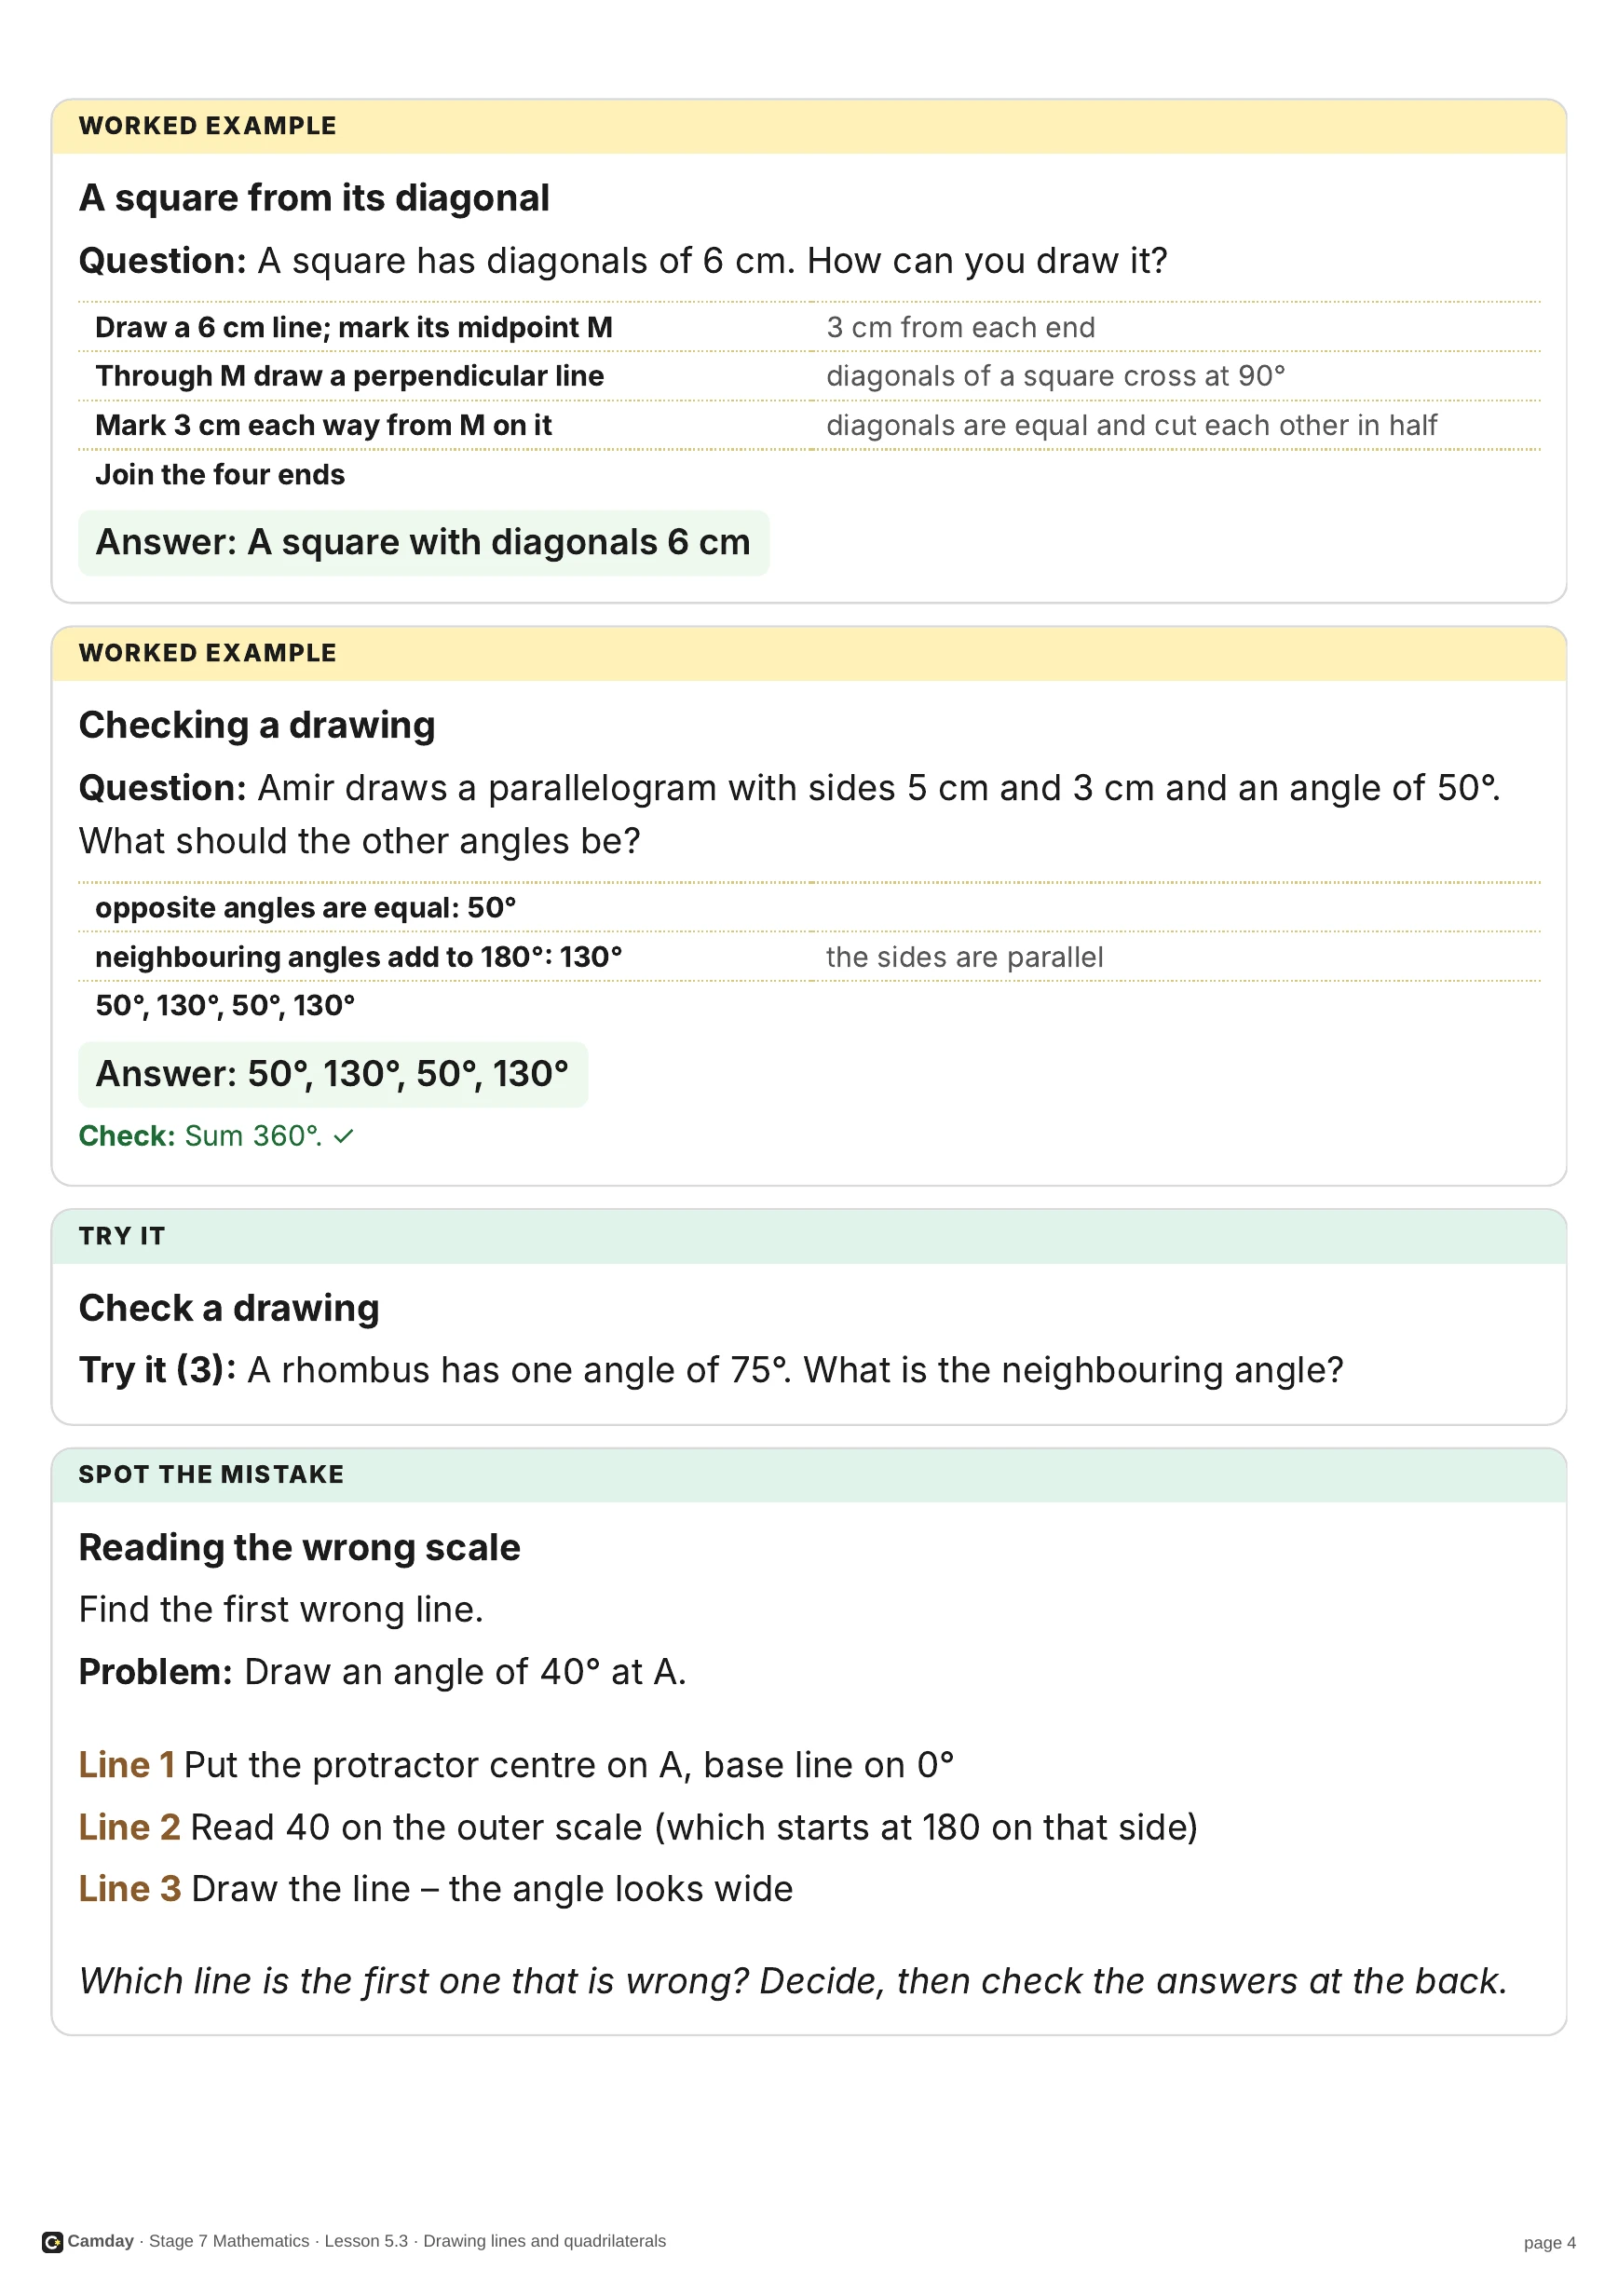 WORKED EXAMPLE
A square from its diagonal
Question: A square has diagonals of 6 cm. How can you draw it?
Draw a 6 cm line; mark its midpoint M 3 cm from each end
Through M draw a perpendicular line diagonals of a square cross at 90°
Mark 3 cm each way from M on it diagonals are equal and cut each other in half
Join the four ends
Answer: A square with diagonals 6 cm
WORKED EXAMPLE
Checking a drawing
Question: Amir draws a parallelogram with sides 5 cm and 3 cm and an angle of 50°.
What should the other angles be?
opposite angles are equal: 50°
neighbouring angles add to 180°: 130° the sides are parallel
50°, 130°, 50°, 130°
Answer: 50°, 130°, 50°, 130°
Check: Sum 360°. ✓
TRY IT
Check a drawing
Try it (3): A rhombus has one angle of 75°. What is the neighbouring angle?
SPOT THE MISTAKE
Reading the wrong scale
Find the first wrong line.
Problem: Draw an angle of 40° at A.
Line 1 Put the protractor centre on A, base line on 0°
Line 2 Read 40 on the outer scale (which starts at 180 on that side)
Line 3 Draw the line – the angle looks wide
Which line is the first one that is wrong? Decide, then check the answers at the back.
Camday · Stage 7 Mathematics · Lesson 5.3 · Drawing lines and quadrilaterals page 4